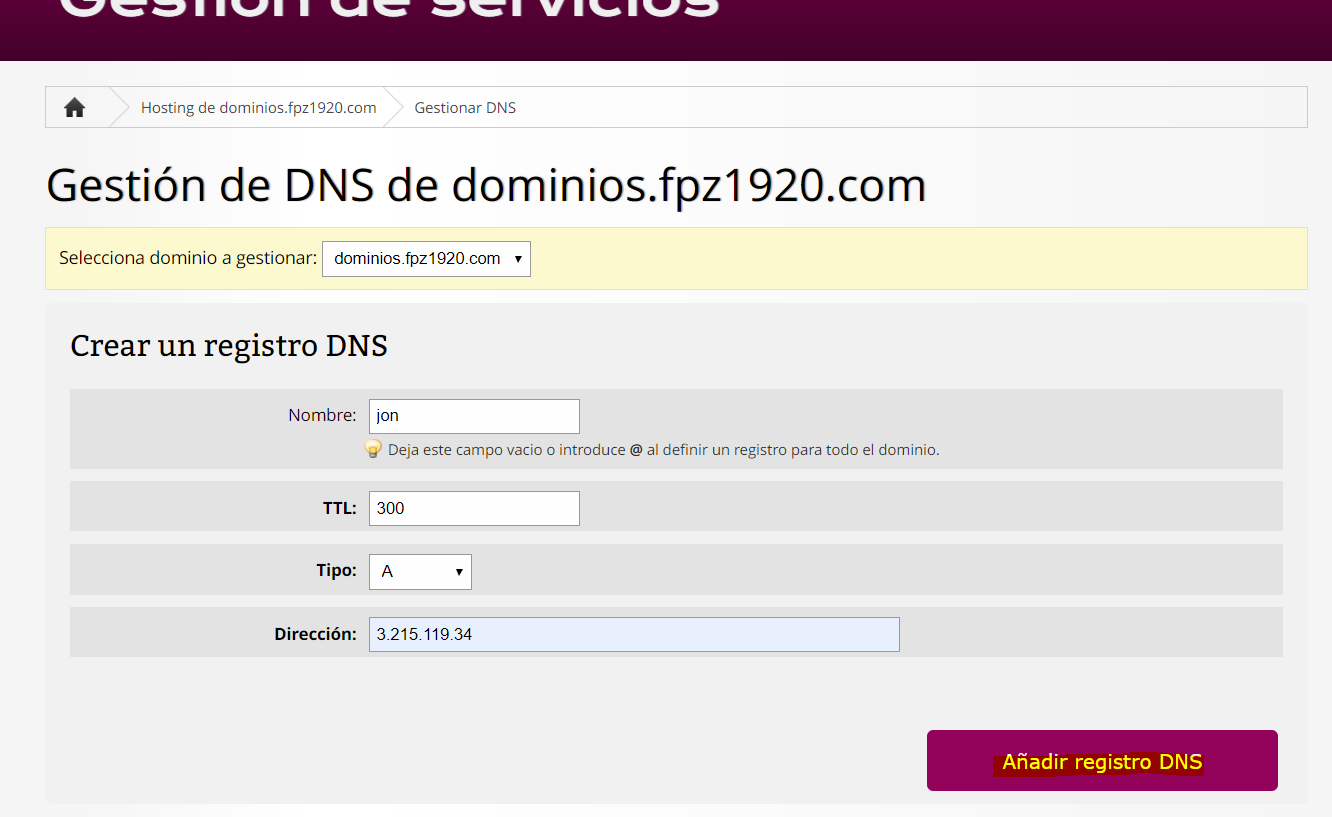 Gestión de servicios
Hosting de dominios.fpz1920.com
Gestionar DNS
Gestión de DNS de dominios.fpz1920.com
Selecciona dominio a gestionar: dominios.fpz1920.com
Crear un registro DNS
Nombre: jon
Deja este campo vacio o introduce @ al definir un registro para todo el dominio.
TTL: 300
Tipo: A
Dirección: 3.215.119.34
Añadir registro DNS